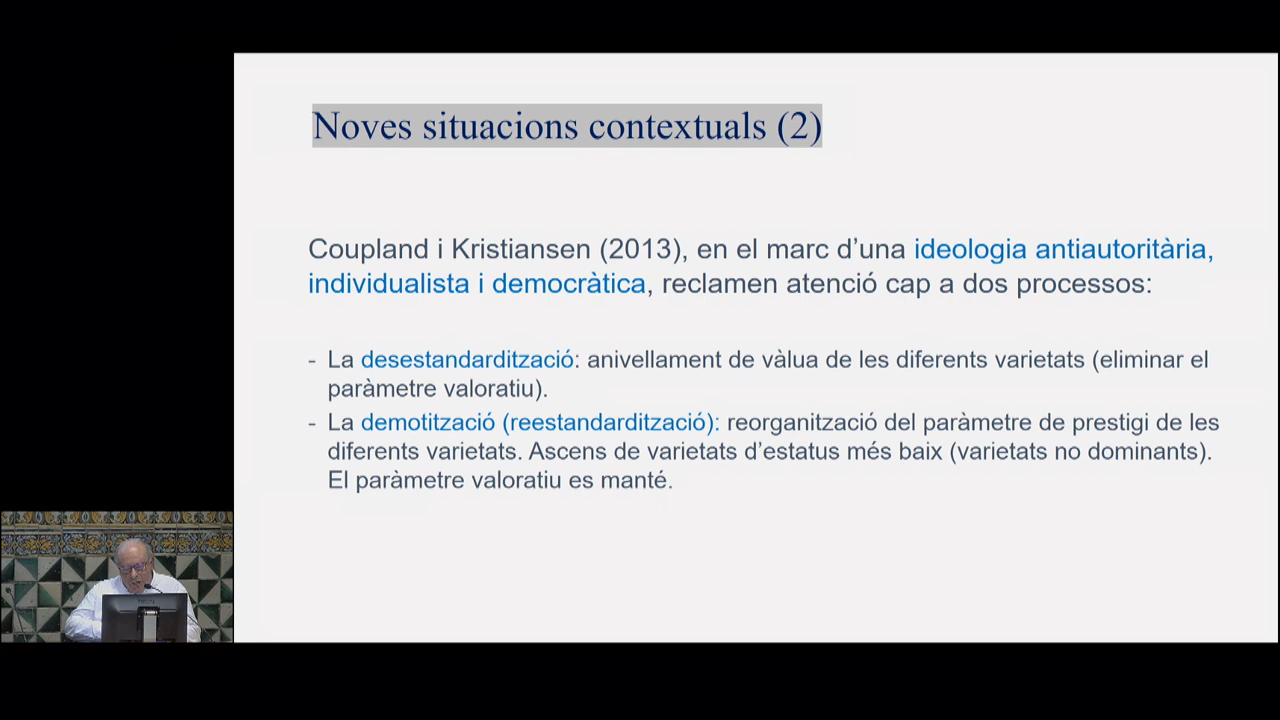 Noves situacions contextuals (2)
Coupland i Kristiansen (2013), en el marc d’una ideologia antiautoritària,
individualista i democràtica, reclamen atenció cap a dos processos:
- La desestandardització: anivellament de vàlua de les diferents varietats (eliminar el
paràmetre valoratiu).
- La demotització (reestandardització): reorganització del paràmetre de prestigi de les
diferents varietats. Ascens de varietats d’estatus més baix (varietats no dominants).
El paràmetre valoratiu es manté.